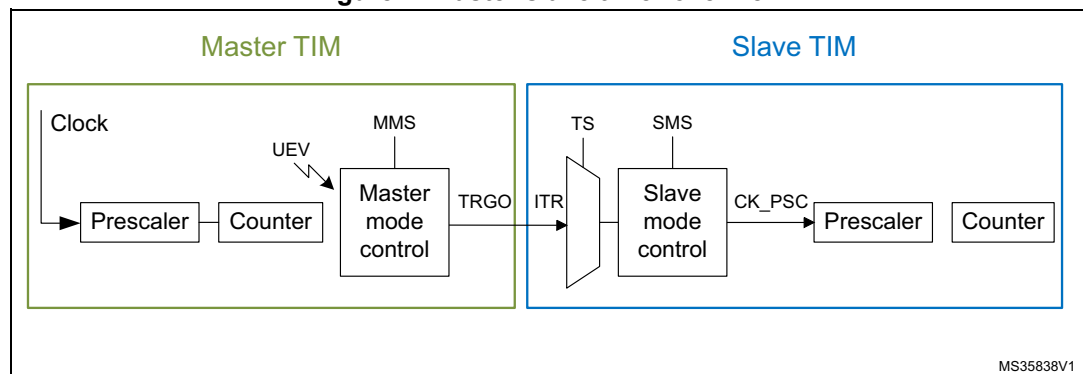 Master TIM
Slave TIM
Clock
MMS
TS
SMS
UEV
Master
mode
control
TRGO
ITR
Slave
mode
control
CK_PSC
Prescaler
Counter
Prescaler
Counter
MS35838V1